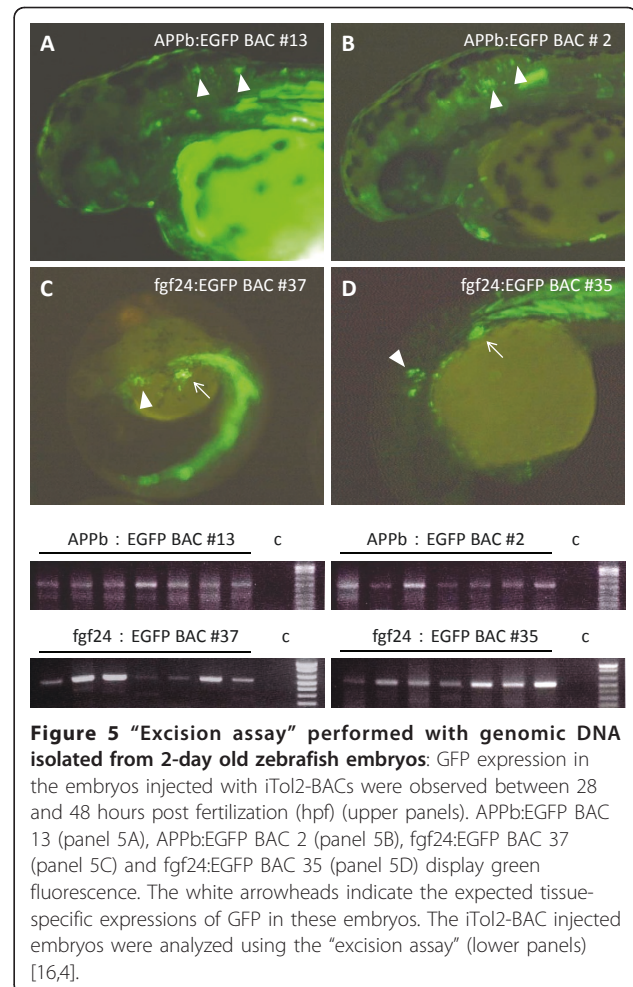 A APPb:EGFP BAC #13
B APPb:EGFP BAC # 2
C fgf24:EGFP BAC #37
D fgf24:EGFP BAC #35
APPb : EGFP BAC #13 c
APPb : EGFP BAC #2 c
fgf24 : EGFP BAC #37 c
fgf24 : EGFP BAC #35 c
Figure 5 “Excision assay” performed with genomic DNA
isolated from 2-day old zebrafish embryos: GFP expression in
the embryos injected with iTol2-BACs were observed between 28
and 48 hours post fertilization (hpf) (upper panels). APPb:EGFP BAC
13 (panel 5A), APPb:EGFP BAC 2 (panel 5B), fgf24:EGFP BAC 37
(panel 5C) and fgf24:EGFP BAC 35 (panel 5D) display green
fluorescence. The white arrowheads indicate the expected tissue-
specific expressions of GFP in these embryos. The iTol2-BAC injected
embryos were analyzed using the “excision assay” (lower panels)
[16,4].